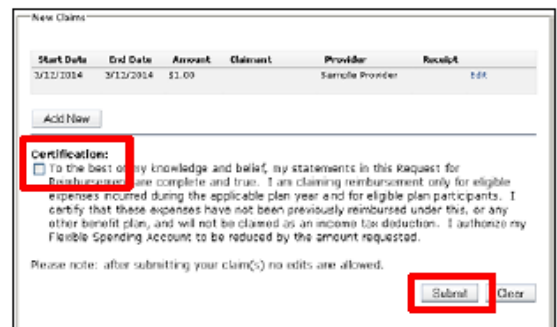 New Claims
Start Date End Date Amount Claimant Provider Receipt
3/12/2014 3/12/2014 $1.00 Sample Provider Edit
Add New
Certification:
To the best of my knowledge and belief, my statements in this Request for
Reimbursement are complete and true. I am claiming reimbursement only for eligible
expenses incurred during the applicable plan year and for eligible plan participants. I
certify that these expenses have not been previously reimbursed under this, or any
other benefit plan, and will not be claimed as an income tax deduction. I authorize my
Flexible Spending Account to be reduced by the amount requested.
Please note: after submitting your claim(s) no edits are allowed.
Submit Clear